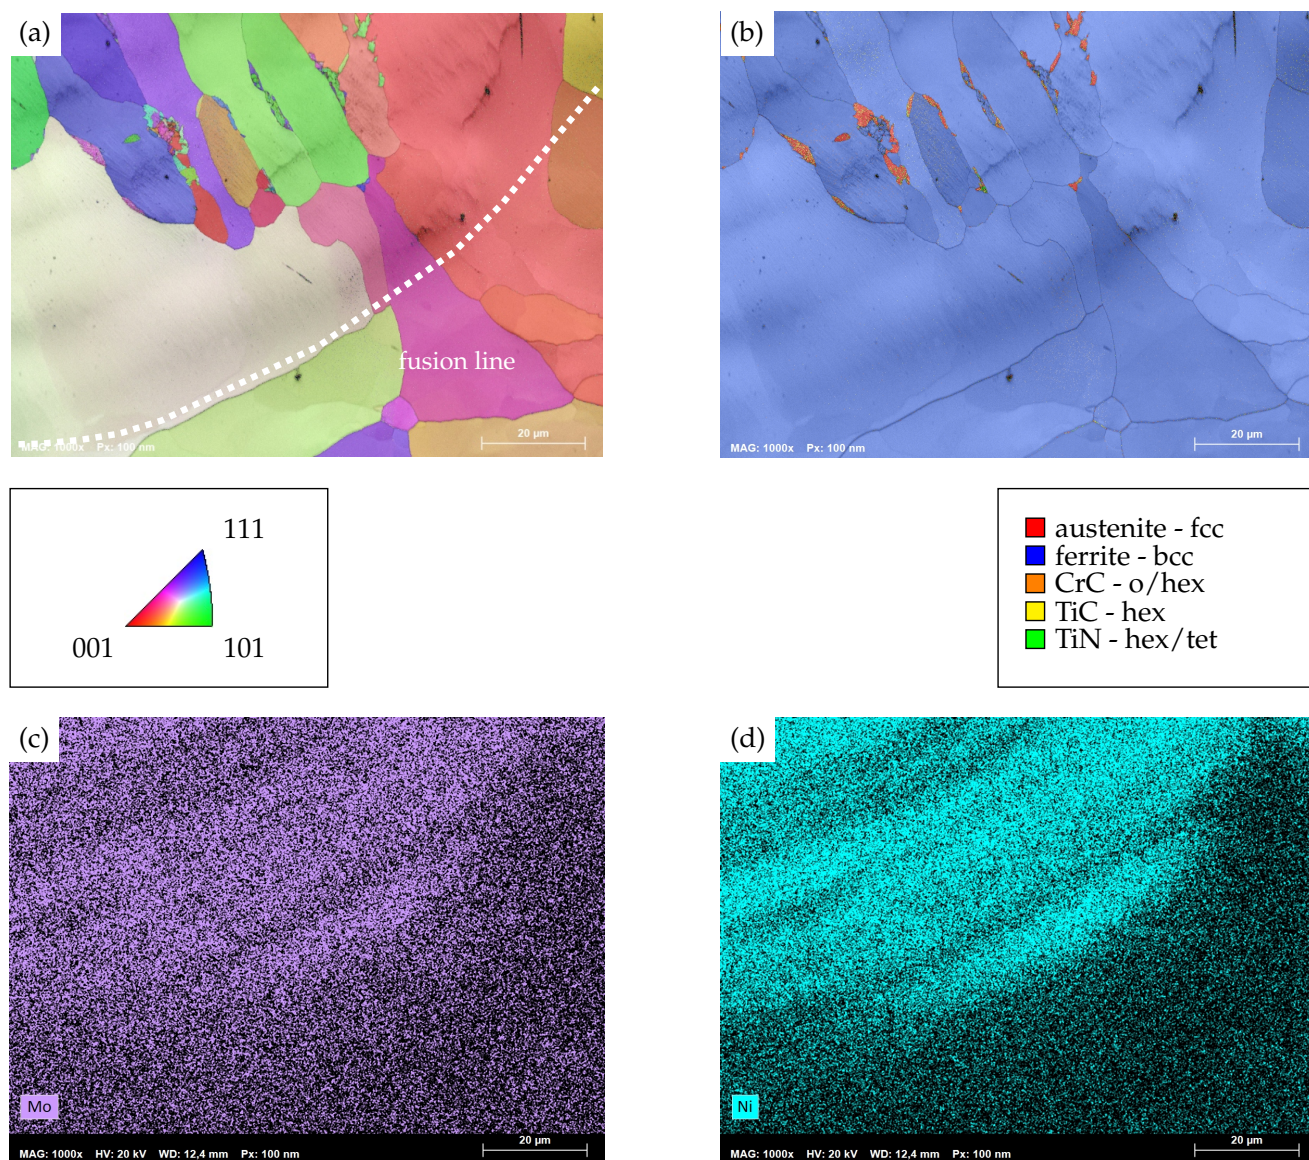 (a)
(b)
fusion line
MAG: 1000x Px: 100 nm
20 µm
MAG: 1000x Px: 100 nm
20 µm
111
001
101
austenite - fcc
ferrite - bcc
CrC - o/hex
TiC - hex
TiN - hex/tet
(c)
(d)
Mo
Ni
MAG: 1000x HV: 20 kV WD: 12,4 mm Px: 100 nm
20 µm
MAG: 1000x HV: 20 kV WD: 12,4 mm Px: 100 nm
20 µm